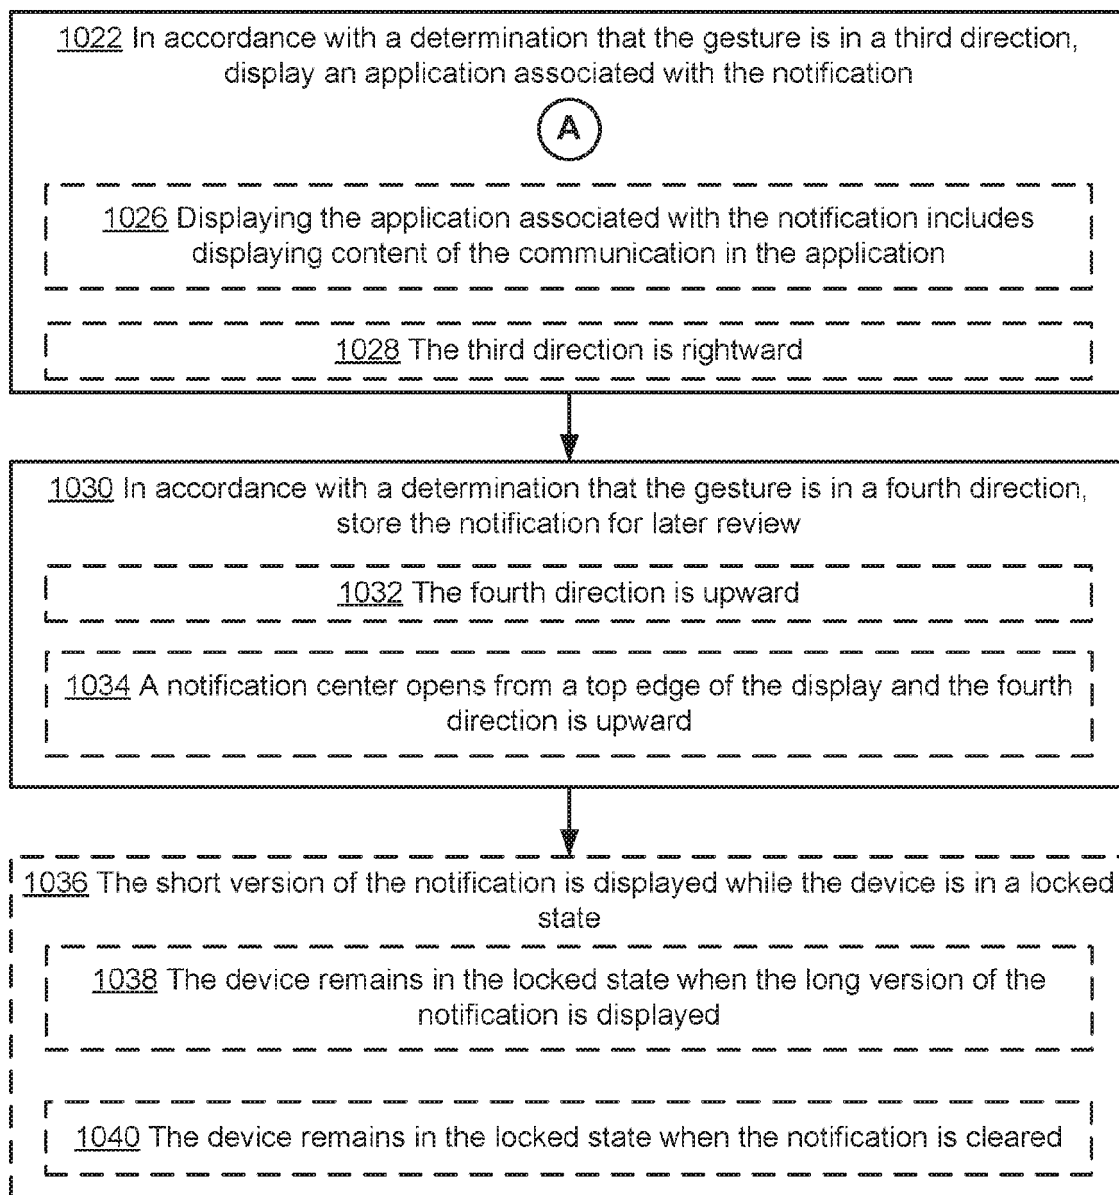 1022 In accordance with a determination that the gesture is in a third direction,
display an application associated with the notification
A
1026 Displaying the application associated with the notification includes
displaying content of the communication in the application
1028 The third direction is rightward
1030 In accordance with a determination that the gesture is in a fourth direction,
store the notification for later review
1032 The fourth direction is upward
1034 A notification center opens from a top edge of the display and the fourth
direction is upward
1036 The short version of the notification is displayed while the device is in a locked
state
1038 The device remains in the locked state when the long version of the
notification is displayed
1040 The device remains in the locked state when the notification is cleared